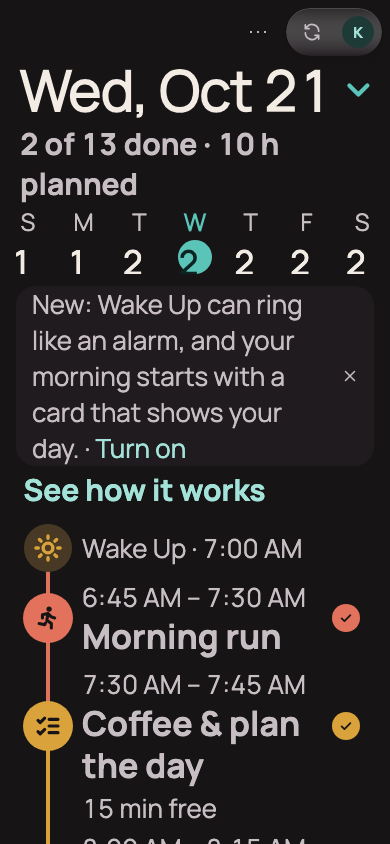 K
Wed, Oct 21
2 of 13 done · 10 h
planned
S M T W T F S
1 1 2 2 2 2 2
New: Wake Up can ring
like an alarm, and your
morning starts with a
card that shows your
day. · Turn on
See how it works
Wake Up · 7:00 AM
6:45 AM – 7:30 AM
Morning run
7:30 AM – 7:45 AM
Coffee & plan
the day
15 min free